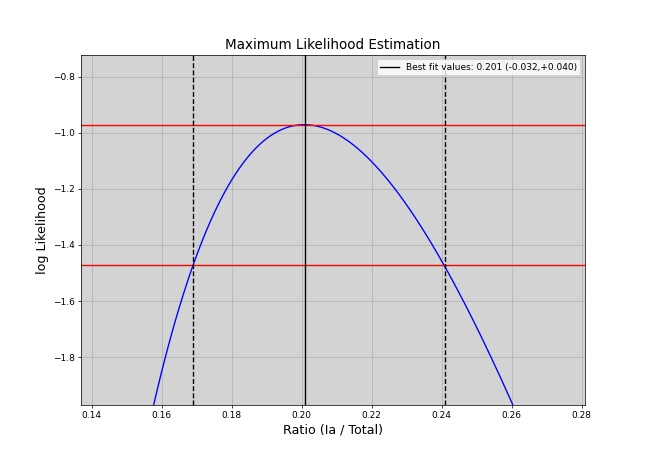 Maximum Likelihood Estimation
Best fit values: 0.201 (-0.032,+0.040)
−0.8
−1.0
−1.2
−1.4
−1.6
−1.8
log Likelihood
0.14 0.16 0.18 0.20 0.22 0.24 0.26 0.28
Ratio (Ia / Total)